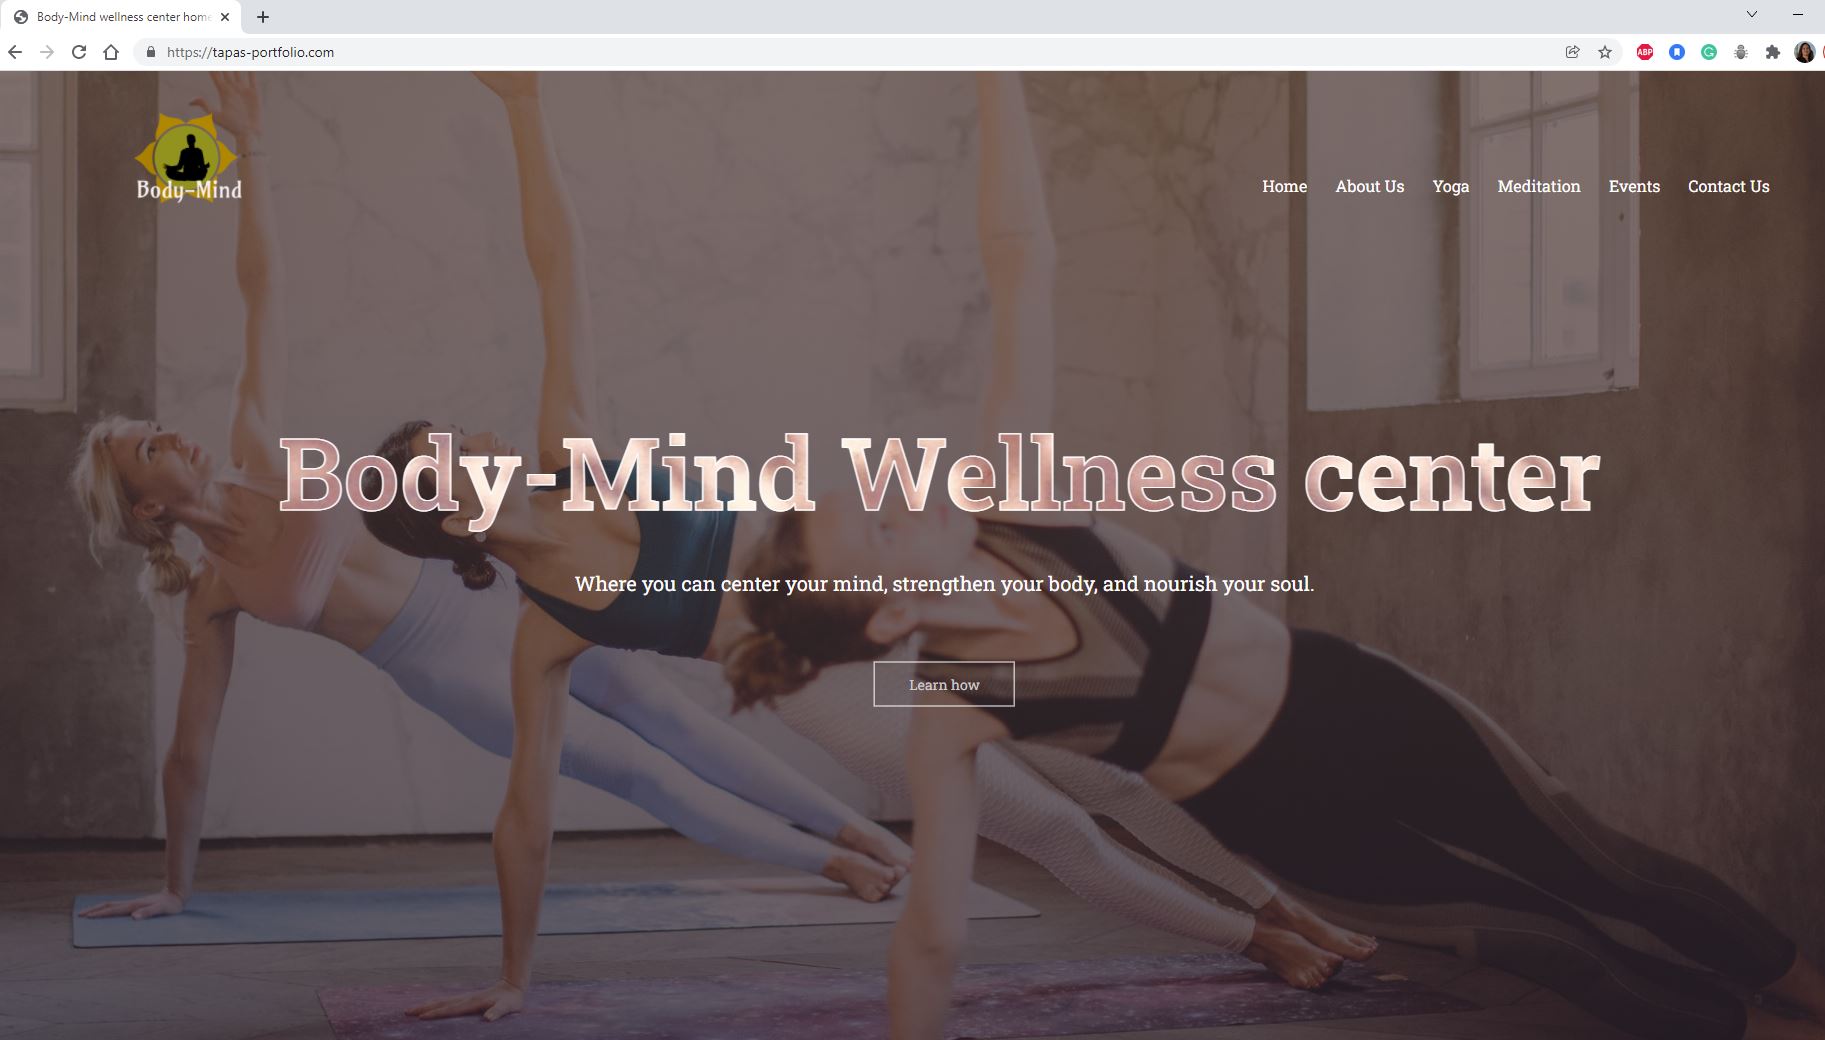 Body-Mind wellness center home
https://tapas-portfolio.com
ABP
Body-Mind
Home About Us Yoga Meditation Events Contact Us
Body-Mind Wellness center
Where you can center your mind, strengthen your body, and nourish your soul.
Learn how